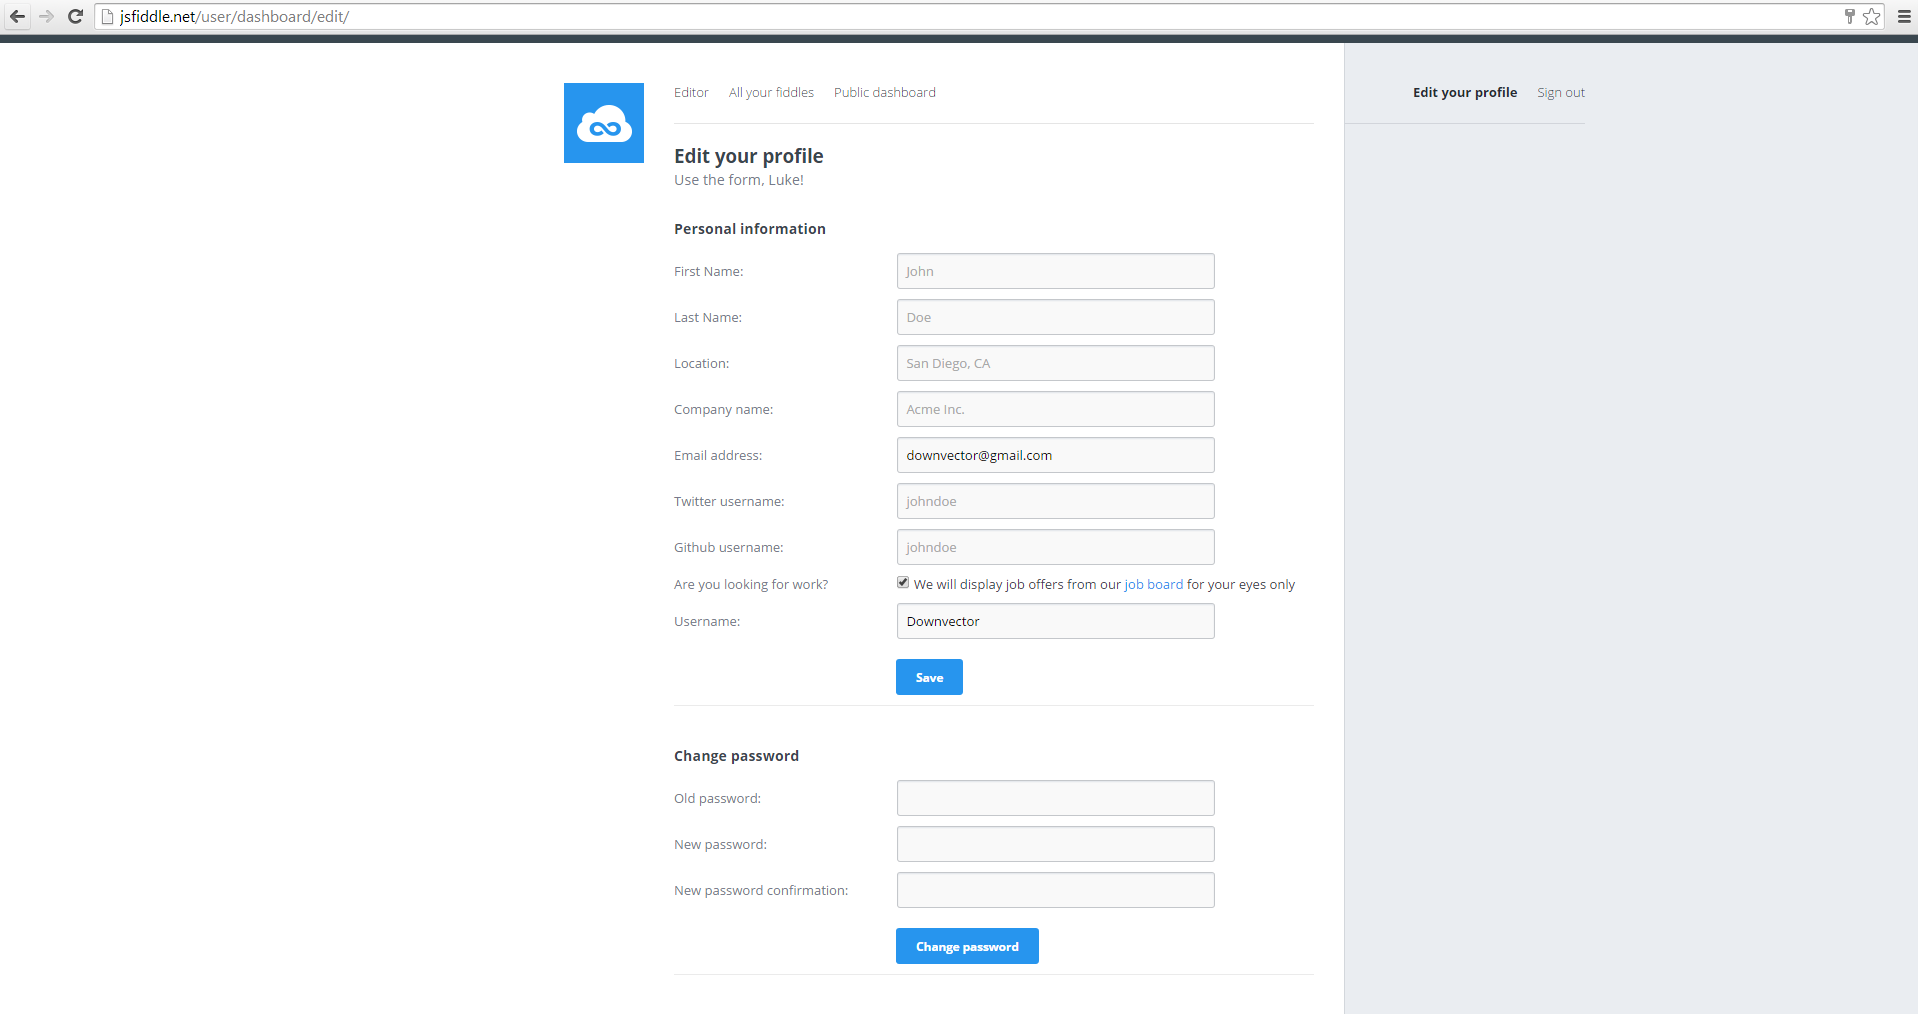 jsfiddle.net/user/dashboard/edit/
Editor All your fiddles Public dashboard
Edit your profile Sign out
Edit your profile
Use the form, Luke!
Personal information
First Name: John
Last Name: Doe
Location: San Diego, CA
Company name: Acme Inc.
Email address: downvector@gmail.com
Twitter username: johndoe
Github username: johndoe
Are you looking for work? We will display job offers from our job board for your eyes only
Username: Downvector
Save
Change password
Old password:
New password:
New password confirmation:
Change password